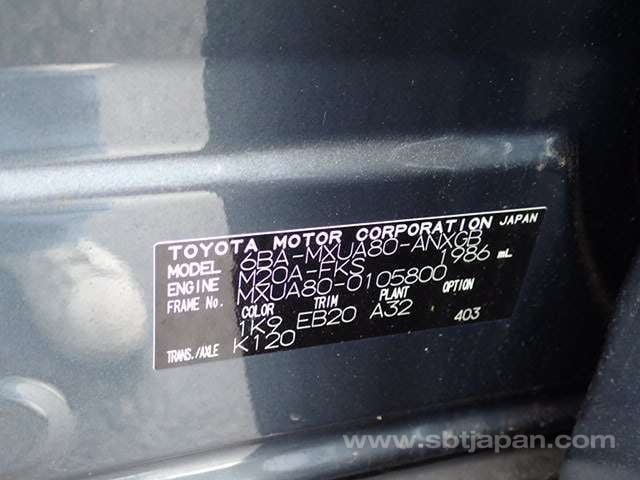 TOYOTA MOTOR CORPORATION JAPAN
MODEL 6BA-MXUA80-ANXGB
ENGINE M20A-FKS 1986 mL
FRAME No. MXUA80-0105800
COLOR TRIM PLANT OPTION
1K9 EB20 A32 403
TRANS./AXLE K120
www.sbtjapan.com